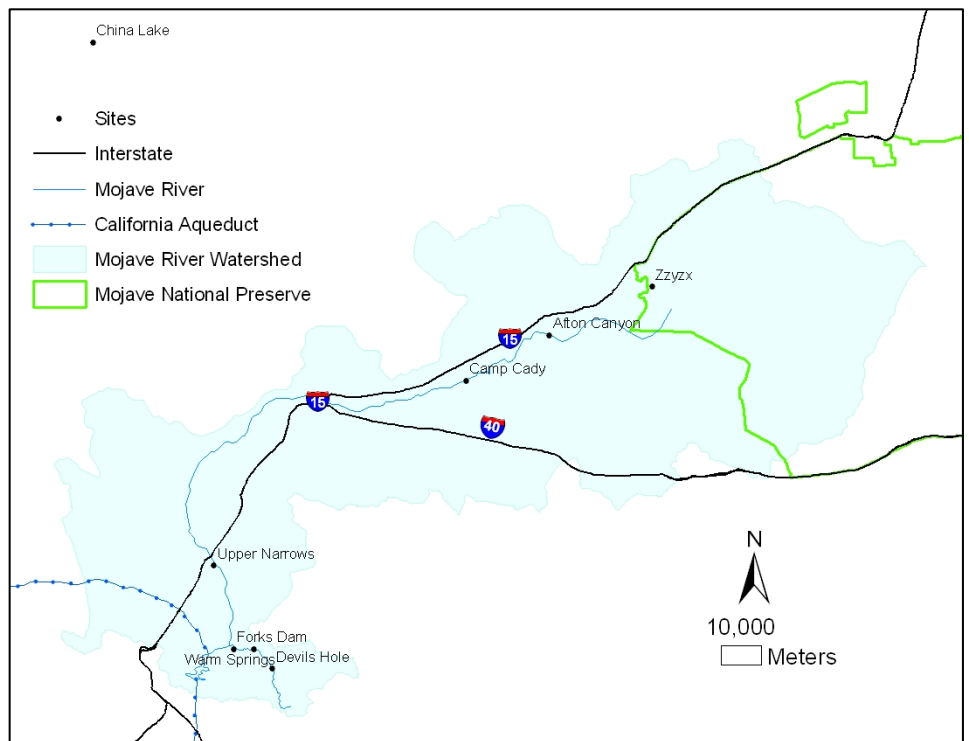 China Lake
Sites
Interstate
Mojave River
California Aqueduct
Mojave River Watershed
Mojave National Preserve
Zzyzx
Afton Canyon
15
Camp Cady
15
40
Upper Narrows
N
10,000
Meters
Forks Dam
Warm Springs
Devils Hole